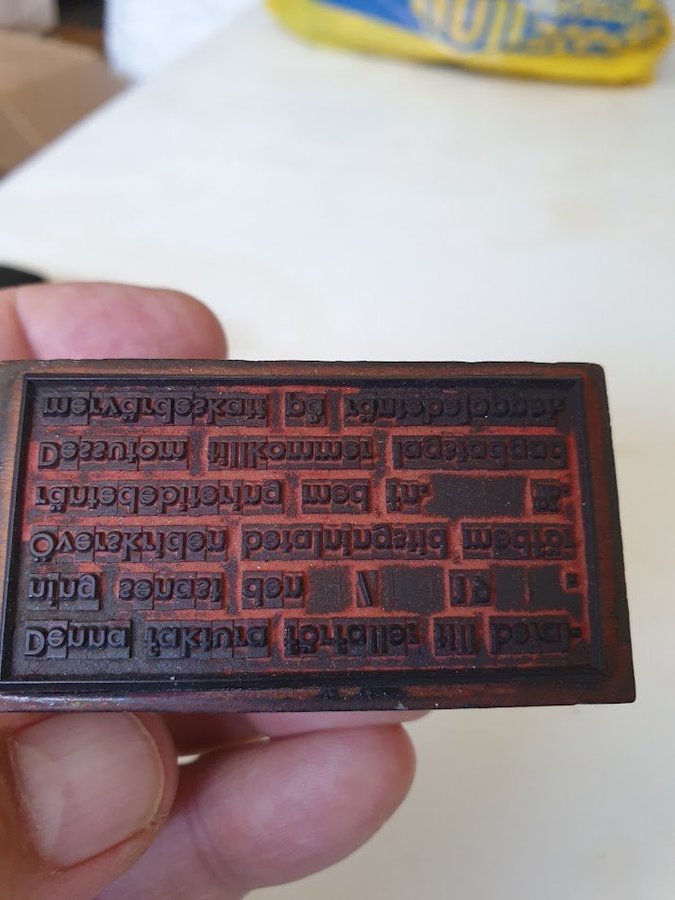 Denna faktura förfaller till betal-
ning senast den / 19 .
Överskriden betalningstid medför
räntedebitering med fn.
Dessutom tillkommer lagstadgad
mervärdeskatt på räntebeloppet.